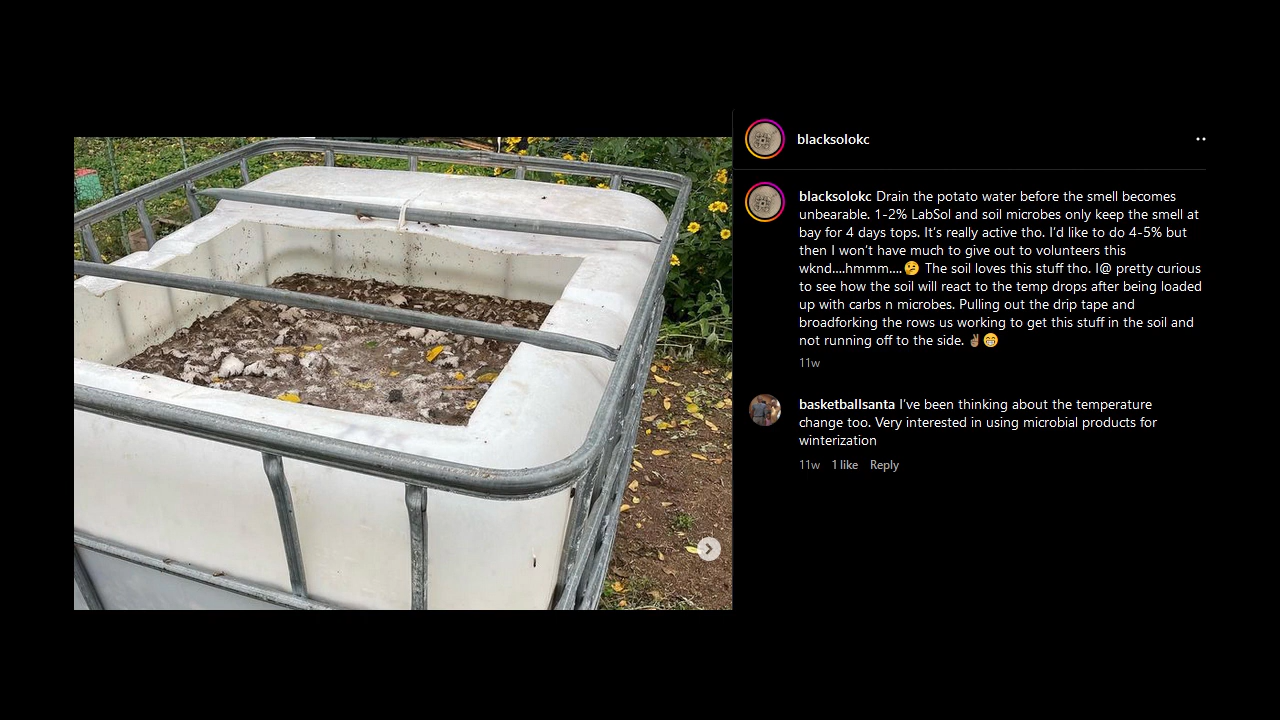 blacksolokc
blacksolokc Drain the potato water before the smell becomes
unbearable. 1-2% LabSol and soil microbes only keep the smell at
bay for 4 days tops. It's really active tho. I'd like to do 4-5% but
then I won't have much to give out to volunteers this
wknd....hmmm....🫤 The soil loves this stuff tho. I@ pretty curious
to see how the soil will react to the temp drops after being loaded
up with carbs n microbes. Pulling out the drip tape and
broadforking the rows us working to get this stuff in the soil and
not running off to the side. ✌🏾😁
11w
basketballsanta I've been thinking about the temperature
change too. Very interested in using microbial products for
winterization
11w 1 like Reply